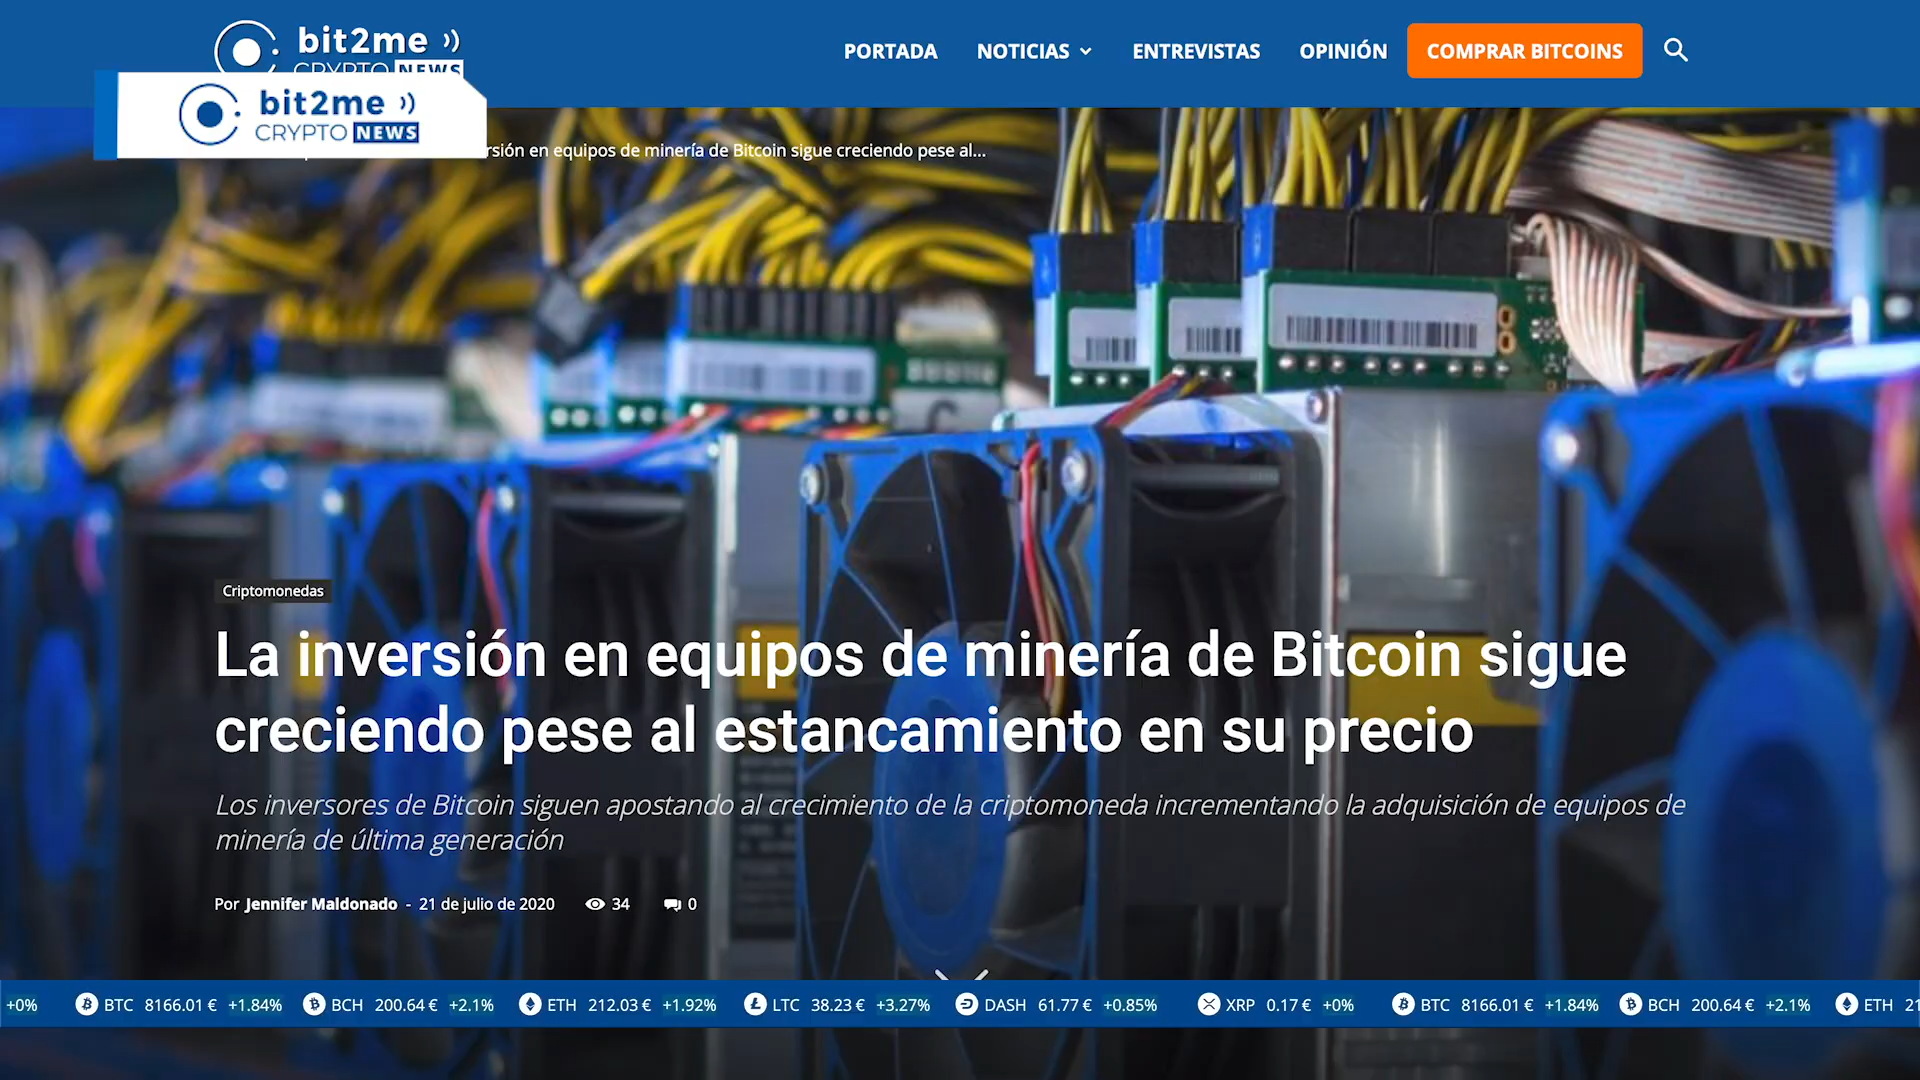 bit2me
CRYPTO NEWS
PORTADA NOTICIAS ENTREVISTAS OPINIÓN COMPRAR BITCOINS
bit2me
CRYPTO NEWS
en equipos de minería de Bitcoin sigue creciendo pese al...
Criptomonedas
La inversión en equipos de minería de Bitcoin sigue
creciendo pese al estancamiento en su precio
Los inversores de Bitcoin siguen apostando al crecimiento de la criptomoneda incrementando la adquisición de equipos de
minería de última generación
Por Jennifer Maldonado - 21 de julio de 2020 34 0
+0% BTC 8166.01 € +1.84% BCH 200.64 € +2.1% ETH 212.03 € +1.92% LTC 38.23 € +3.27% DASH 61.77 € +0.85% XRP 0.17 € +0% BTC 8166.01 € +1.84% BCH 200.64 € +2.1% ETH